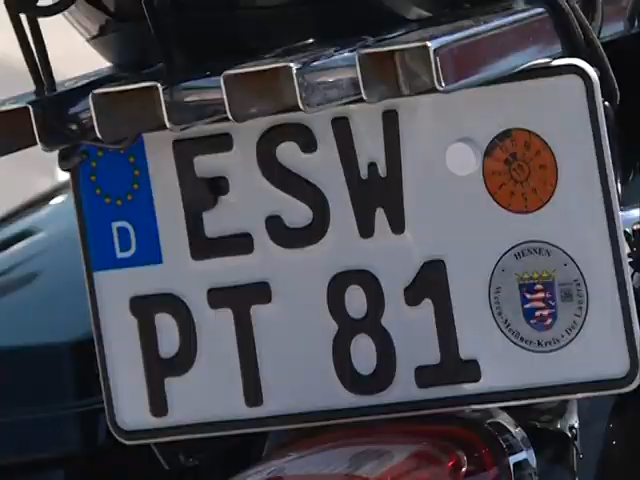 D
ESW
PT 81
HESSEN
Werra-Meißner-Kreis · Der Landrat